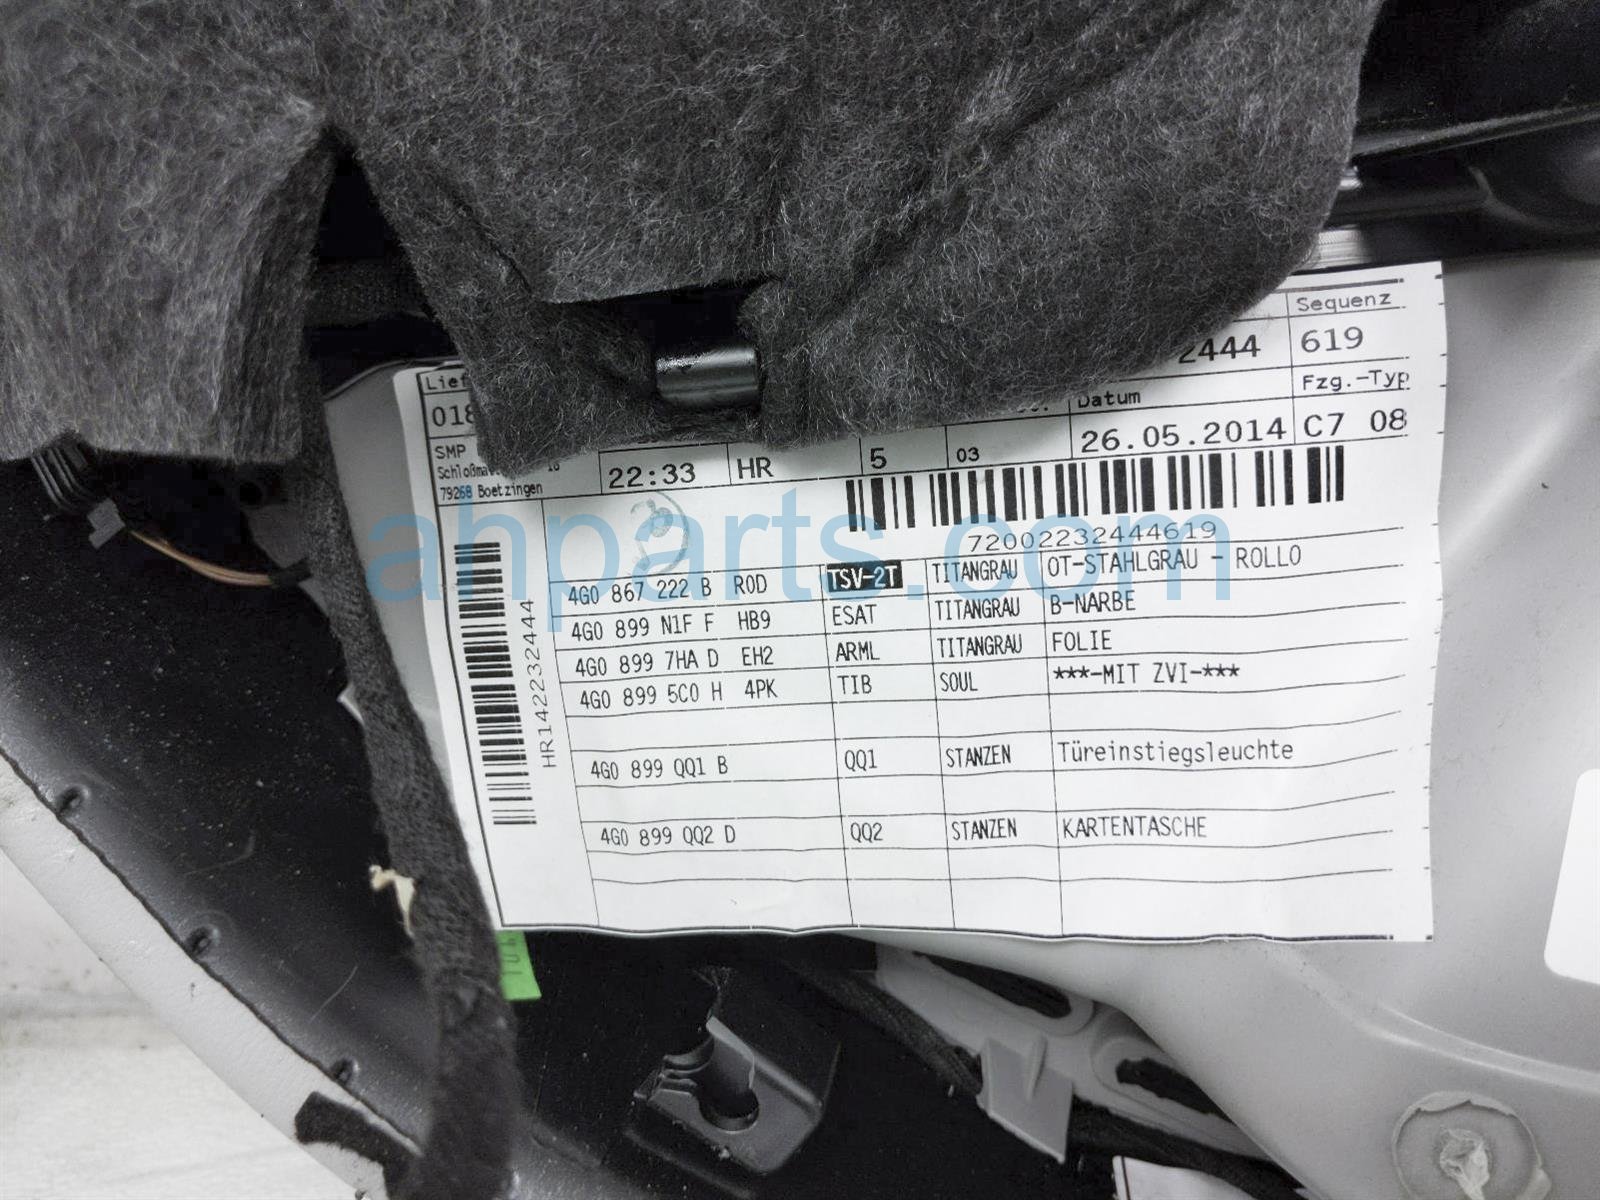 Sequenz
2444 619
Lief
018
Datum
Fzg.-Typ
SMP
79268 Boetzingen
22:33 HR 5 03 26.05.2014 C7 08
72002232444619
HR142232444
4G0 867 222 B R0D TSV-2T TITANGRAU OT-STAHLGRAU - ROLLO
4G0 899 N1F F HB9 ESAT TITANGRAU B-NARBE
4G0 899 7HA D EH2 ARML TITANGRAU FOLIE
4G0 899 5C0 H 4PK TIB SOUL ***-MIT ZVI-***
4G0 899 QQ1 B QQ1 STANZEN Türeinstiegsleuchte
4G0 899 QQ2 D QQ2 STANZEN KARTENTASCHE
ahparts.com